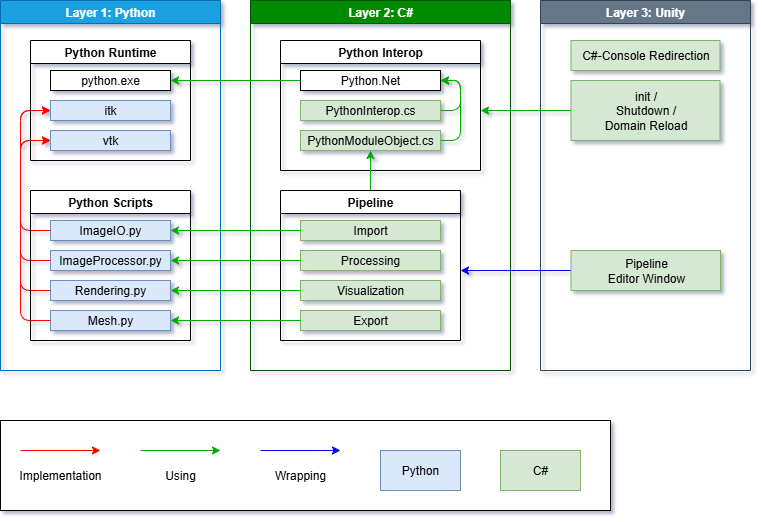 Layer 1: Python
Layer 2: C#
Layer 3: Unity
Python Runtime
python.exe
itk
vtk
Python Scripts
ImageIO.py
ImageProcessor.py
Rendering.py
Mesh.py
Python Interop
Python.Net
PythonInterop.cs
PythonModuleObject.cs
Pipeline
Import
Processing
Visualization
Export
C#-Console Redirection
init /
Shutdown /
Domain Reload
Pipeline
Editor Window
Implementation
Using
Wrapping
Python
C#